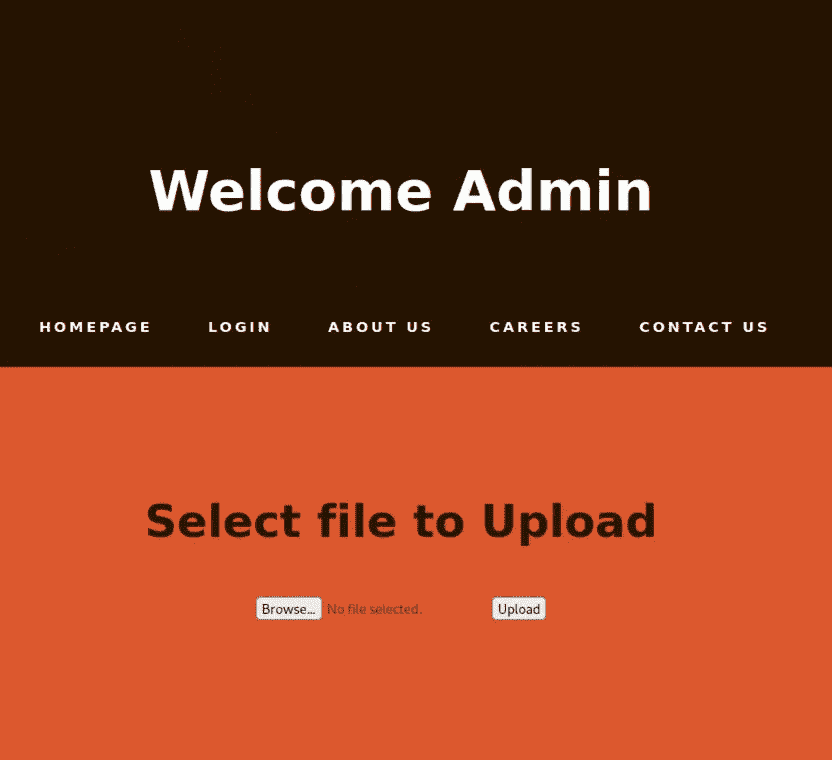 Welcome Admin
HOMEPAGE LOGIN ABOUT US CAREERS CONTACT US
Select file to Upload
Browse... No file selected. Upload